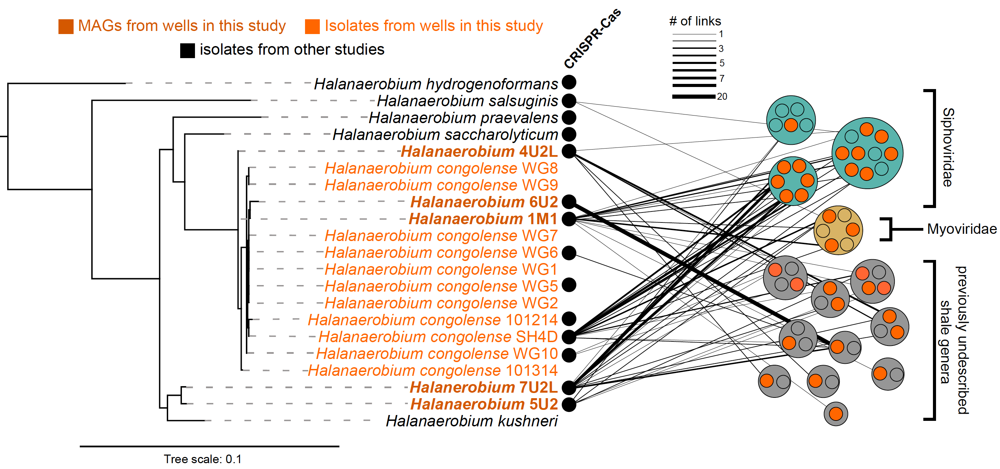 MAGs from wells in this study
Isolates from wells in this study
isolates from other studies
CRISPR-Cas
# of links
1
3
5
7
20
Halanaerobium hydrogenoformans
Halanaerobium salsuginis
Halanaerobium praevalens
Halanaerobium saccharolyticum
Halanaerobium 4U2L
Halanaerobium congolense WG8
Halanaerobium congolense WG9
Halanaerobium 6U2
Halanaerobium 1M1
Halanaerobium congolense WG7
Halanaerobium congolense WG6
Halanaerobium congolense WG1
Halanaerobium congolense WG5
Halanaerobium congolense WG2
Halanaerobium congolense 101214
Halanaerobium congolense SH4D
Halanaerobium congolense WG10
Halanaerobium congolense 101314
Halanerobium 7U2L
Halanaerobium 5U2
Halanaerobium kushneri
Siphoviridae
Myoviridae
previously undescribed
shale genera
Tree scale: 0.1